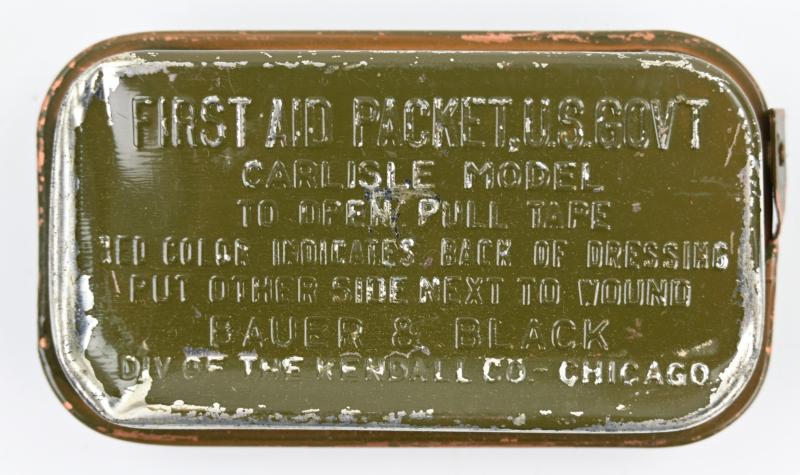 FIRST AID PACKET, U.S. GOV'T
CARLISLE MODEL
TO OPEN PULL TAPE
RED COLOR INDICATES BACK OF DRESSING
PUT OTHER SIDE NEXT TO WOUND
BAUER & BLACK
DIV OF THE KENDALL CO.- CHICAGO